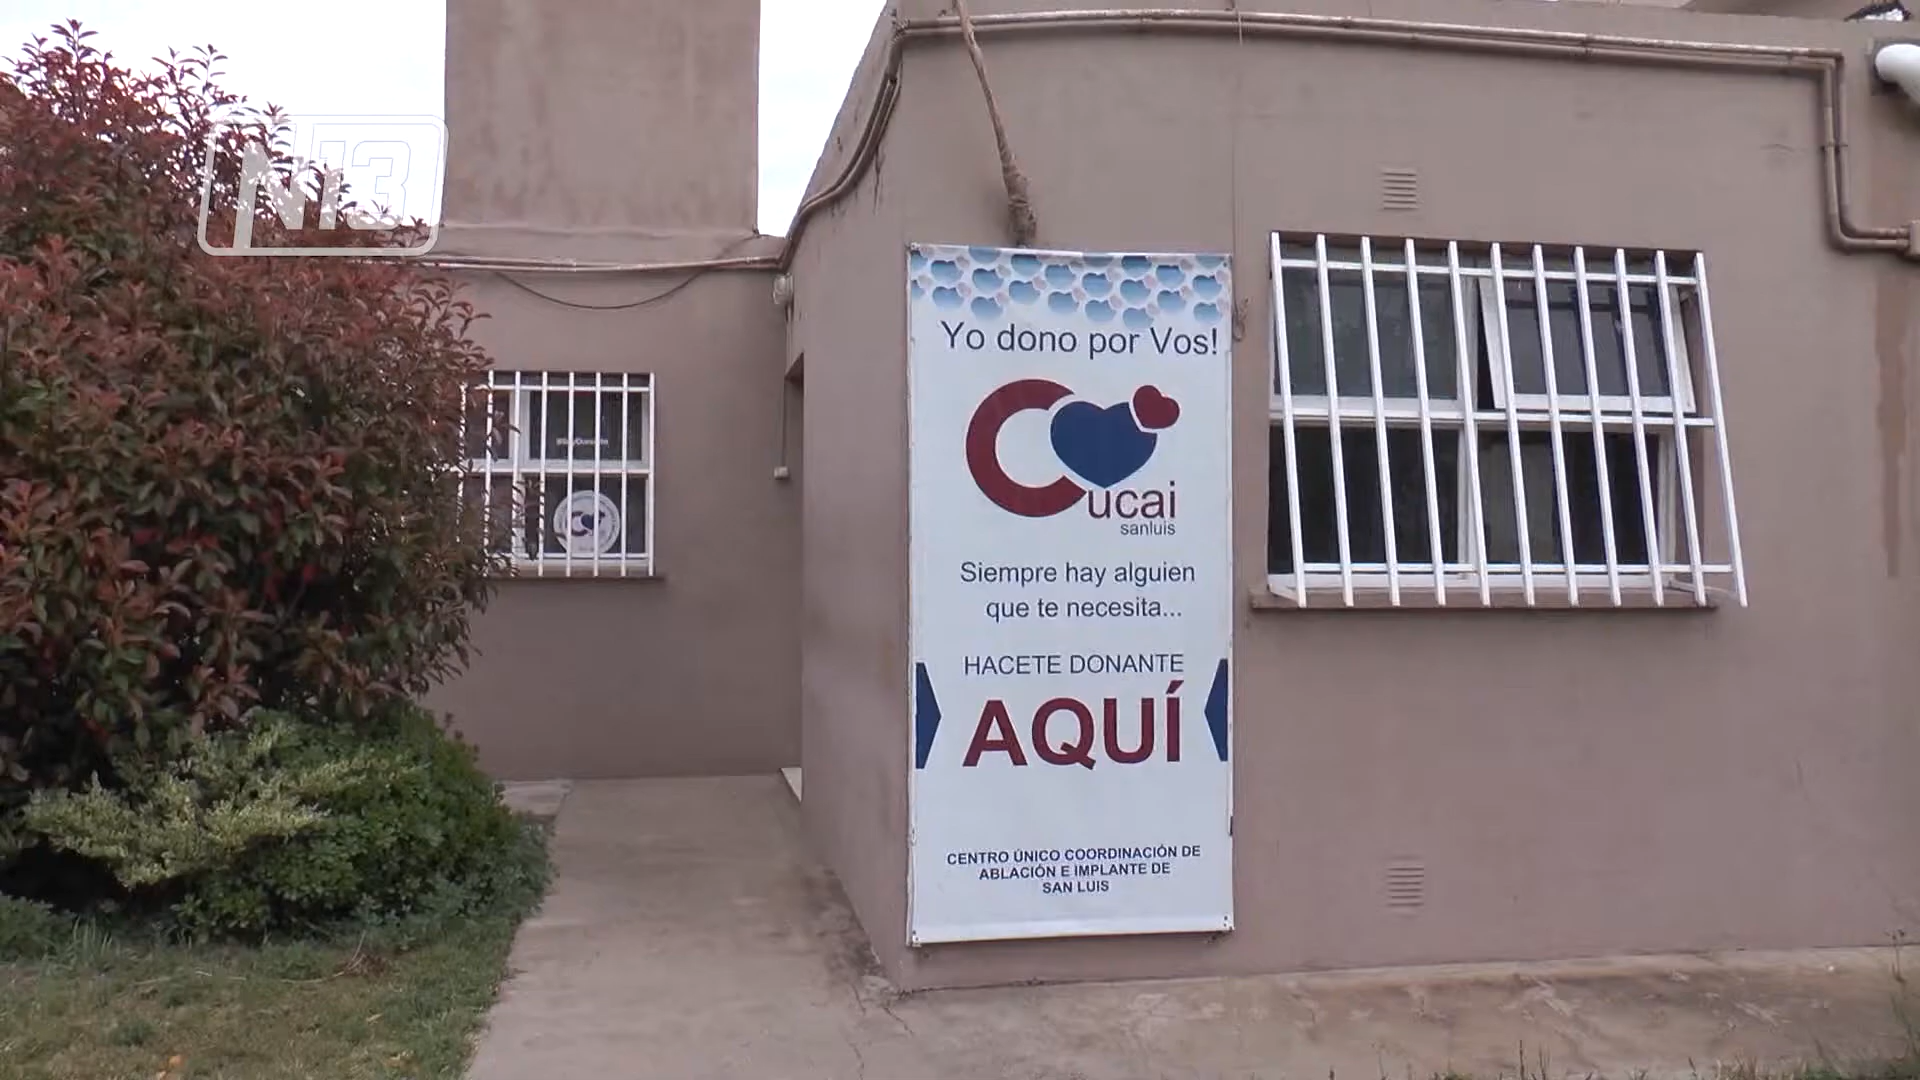 N13
Yo dono por Vos!
Cucai
sanluis
Siempre hay alguien
que te necesita...
HACETE DONANTE
AQUÍ
CENTRO ÚNICO COORDINACIÓN DE
ABLACIÓN E IMPLANTE DE
SAN LUIS